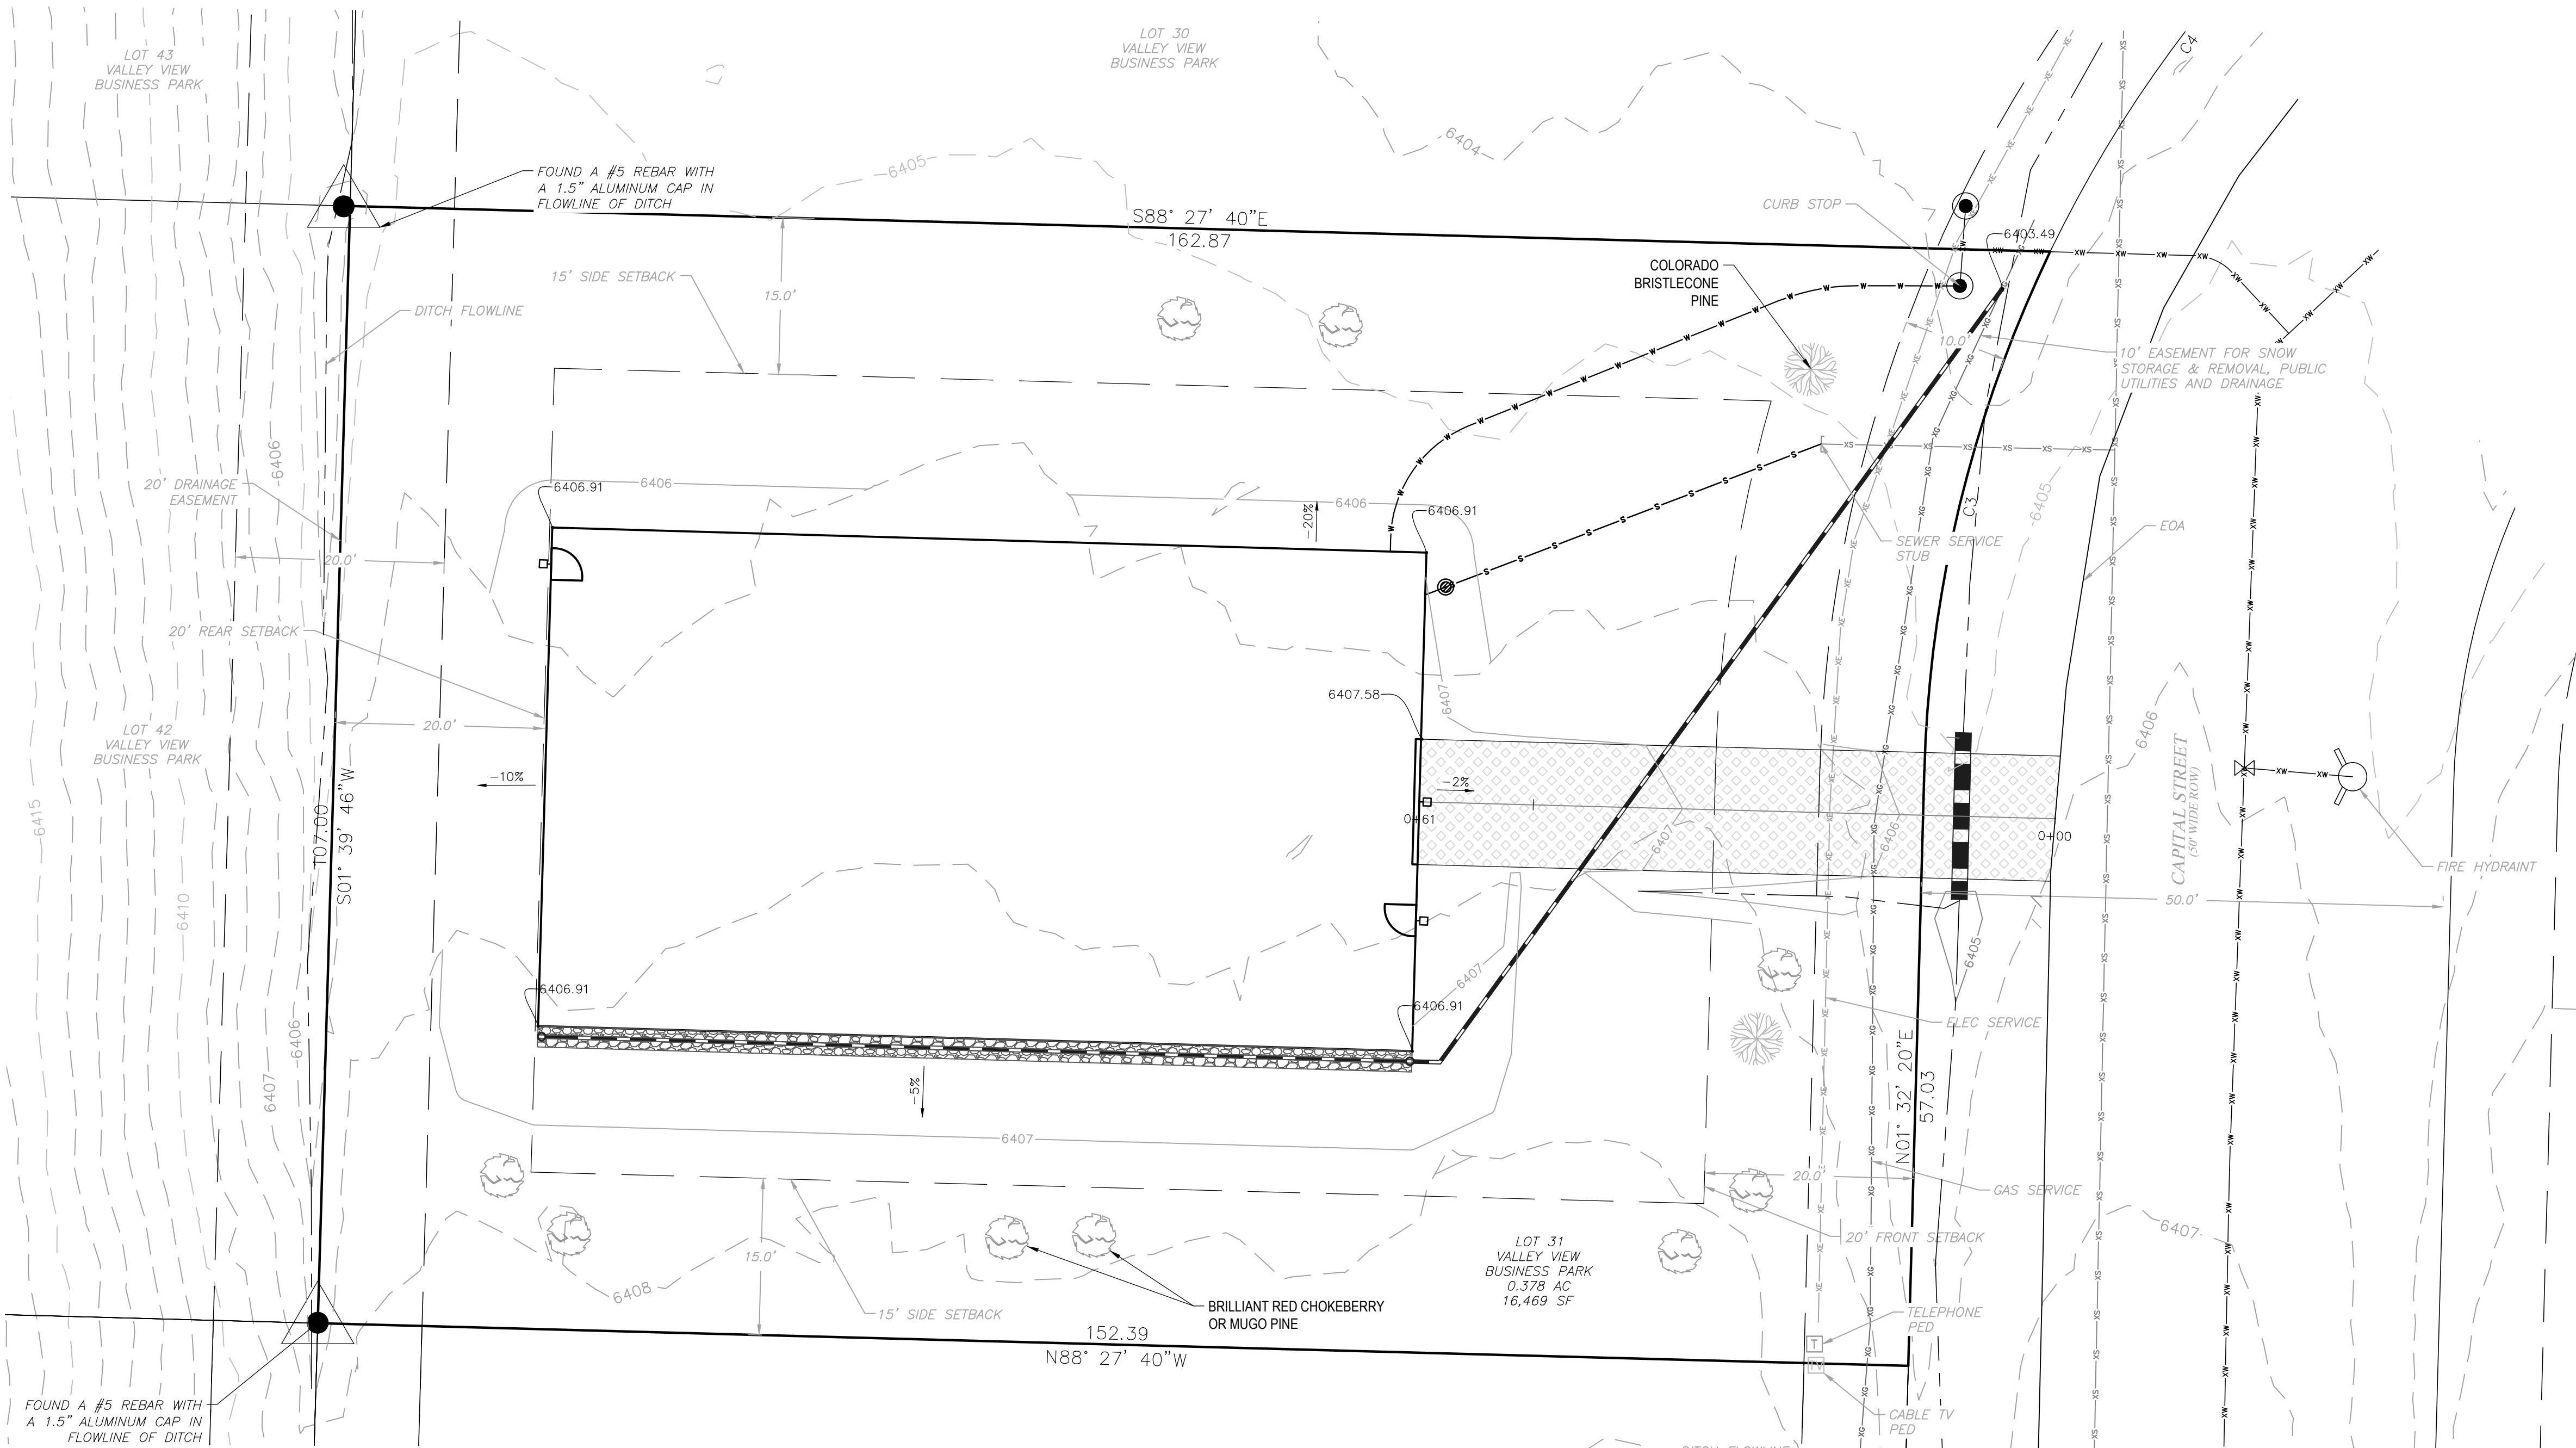 LOT 43
VALLEY VIEW
BUSINESS PARK
LOT 30
VALLEY VIEW
BUSINESS PARK
C4
6404
6405
FOUND A #5 REBAR WITH
A 1.5" ALUMINUM CAP IN
FLOWLINE OF DITCH
S88° 27' 40"E
162.87
CURB STOP
6403.49
COLORADO
BRISTLECONE
PINE
15' SIDE SETBACK
15.0'
DITCH FLOWLINE
10.0'
10' EASEMENT FOR SNOW
STORAGE & REMOVAL, PUBLIC
UTILITIES AND DRAINAGE
6406
20' DRAINAGE
EASEMENT
6406.91
6406
6406
-20%
6406.91
C3
6405
EOA
SEWER SERVICE
STUB
20.0'
20' REAR SETBACK
20.0'
6407.58
6407
LOT 42
VALLEY VIEW
BUSINESS PARK
107.00
S01° 39' 46"W
-10%
-2%
0+61
0+00
6407
6406
6406
CAPITAL STREET
(50' WIDE ROW)
FIRE HYDRAINT
50.0'
6415
6410
6406
6407
6406.91
6407
6406.91
6405
ELEC SERVICE
N01° 32' 20"E
57.03
-5%
6407
20.0'
GAS SERVICE
20' FRONT SETBACK
6407
LOT 31
VALLEY VIEW
BUSINESS PARK
0.378 AC
16,469 SF
15.0'
6408
15' SIDE SETBACK
BRILLIANT RED CHOKEBERRY
OR MUGO PINE
TELEPHONE
PED
T
TV
152.39
N88° 27' 40"W
CABLE TV
PED
FOUND A #5 REBAR WITH
A 1.5" ALUMINUM CAP IN
FLOWLINE OF DITCH
DITCH FLOWLINE